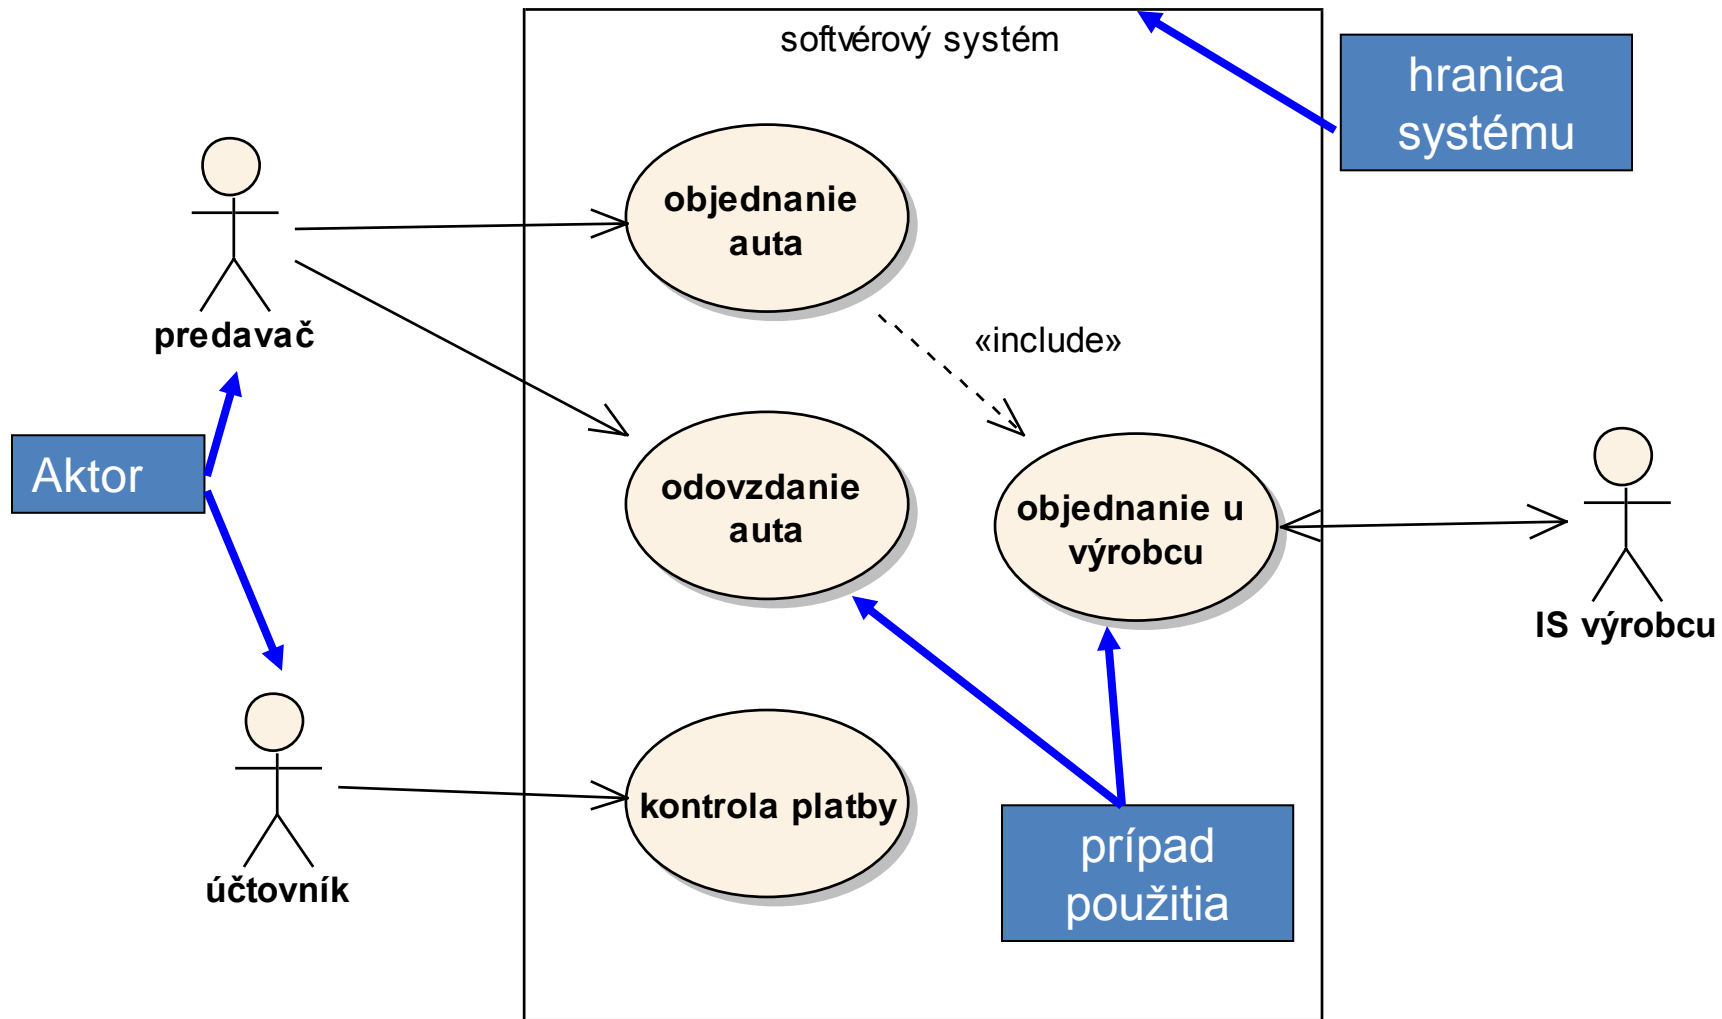 softvérový systém
hranica
systému
objednanie
auta
predavač
«include»
Aktor
odovzdanie
auta
objednanie u
výrobcu
IS výrobcu
kontrola platby
prípad
použitia
účtovník